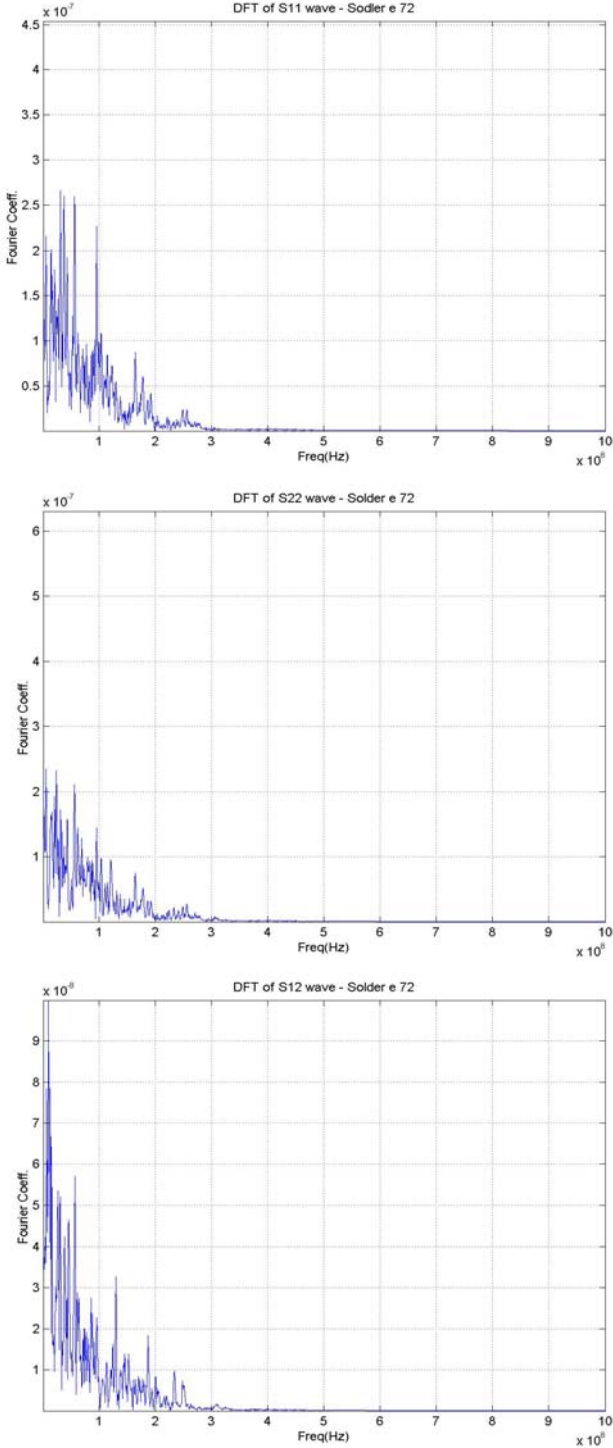 DFT of S11 wave - Sodler e 72
x 10-7
4.5
4
3.5
3
2.5
2
1.5
1
0.5
Fourier Coeff.
1 2 3 4 5 6 7 8 9 10
Freq(Hz)
x 10^8
DFT of S22 wave - Solder e 72
x 10-7
6
5
4
3
2
1
Fourier Coeff.
1 2 3 4 5 6 7 8 9 10
Freq(Hz)
x 10^8
DFT of S12 wave - Solder e 72
x 10-8
9
8
7
6
5
4
3
2
1
Fourier Coeff.
1 2 3 4 5 6 7 8 9 10
Freq(Hz)
x 10^8